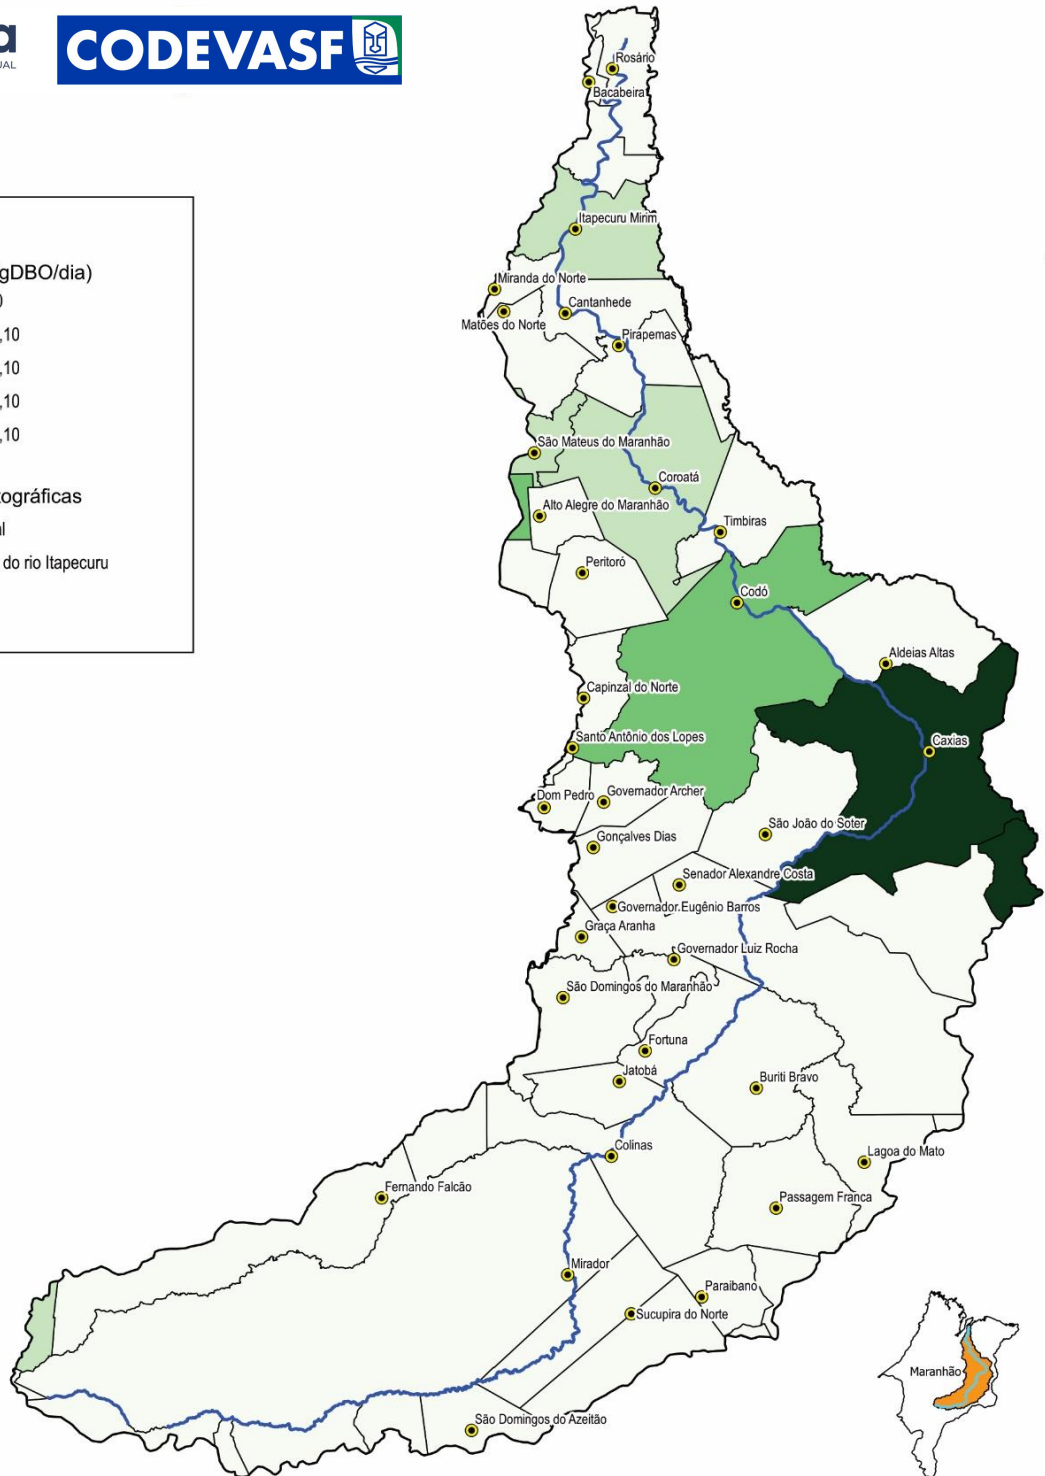 a
UAL
CODEVASF
gDBO/dia)
0
,10
,10
,10
,10
tográficas
al
do rio Itapecuru
Rosário
Bacabeira
Itapecuru Mirim
Miranda do Norte
Cantanhede
Matões do Norte
Pirapemas
São Mateus do Maranhão
Coroatá
Alto Alegre do Maranhão
Timbiras
Peritoró
Codó
Aldeias Altas
Capinzal do Norte
Santo Antônio dos Lopes
Caxias
Dom Pedro
Governador Archer
São João do Soter
Gonçalves Dias
Senador Alexandre Costa
Governador Eugênio Barros
Graça Aranha
Governador Luiz Rocha
São Domingos do Maranhão
Fortuna
Jatobá
Buriti Bravo
Colinas
Lagoa do Mato
Fernando Falcão
Passagem Franca
Mirador
Paraibano
Sucupira do Norte
Maranhão
São Domingos do Azeitão